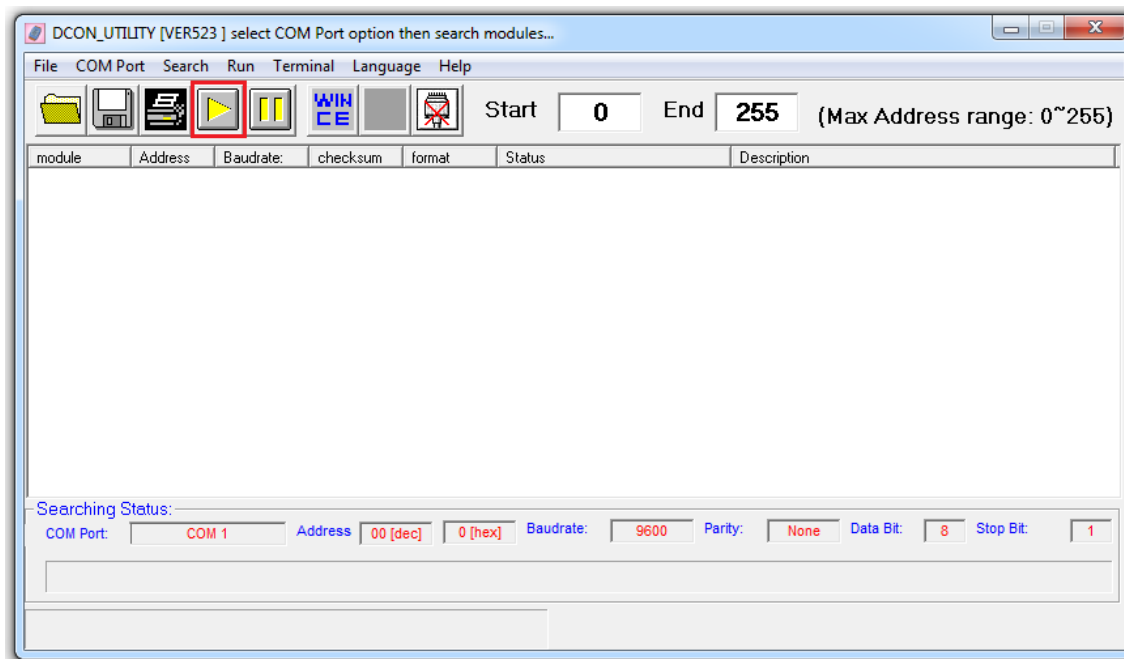 DCON_UTILITY [VER523 ] select COM Port option then search modules...
File COM Port Search Run Terminal Language Help
WIN CE Start 0 End 255 (Max Address range: 0~255)
module Address Baudrate: checksum format Status Description
Searching Status:
COM Port: COM 1 Address 00 [dec] 0 [hex] Baudrate: 9600 Parity: None Data Bit: 8 Stop Bit: 1